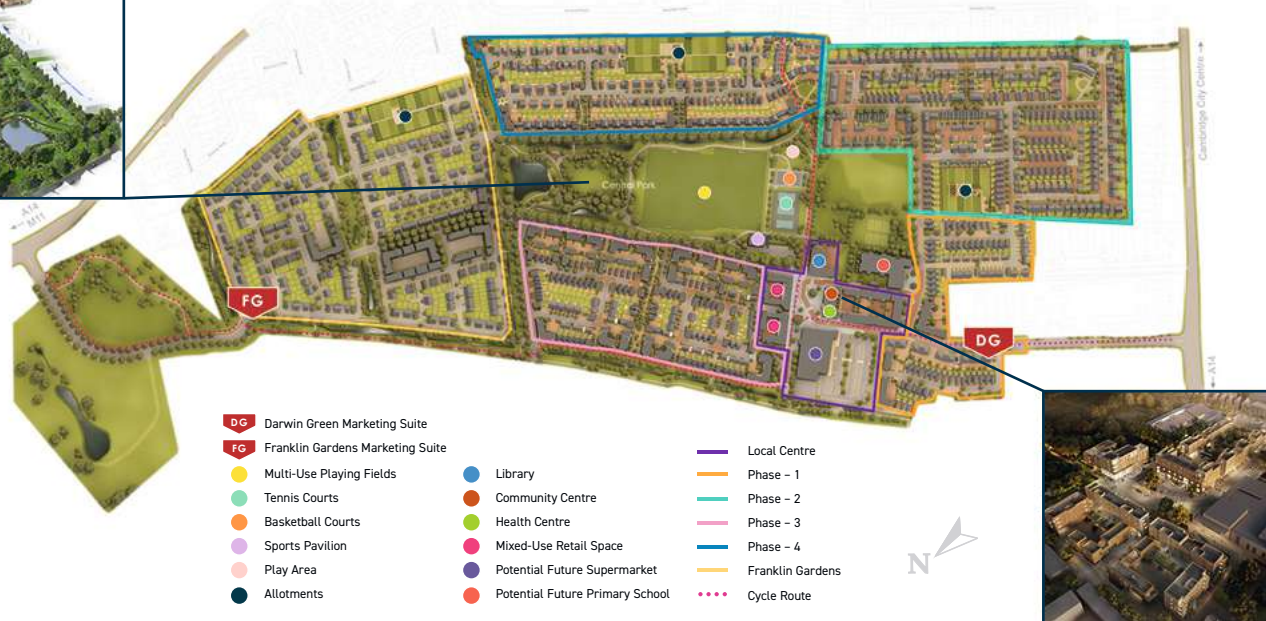 Cambridge City Centre →
Central Park
← A14
M11
FG
DG
← A14
DG Darwin Green Marketing Suite
FG Franklin Gardens Marketing Suite
Multi-Use Playing Fields
Tennis Courts
Basketball Courts
Sports Pavilion
Play Area
Allotments
Library
Community Centre
Health Centre
Mixed-Use Retail Space
Potential Future Supermarket
Potential Future Primary School
Local Centre
Phase – 1
Phase – 2
Phase – 3
Phase – 4
Franklin Gardens
Cycle Route
N